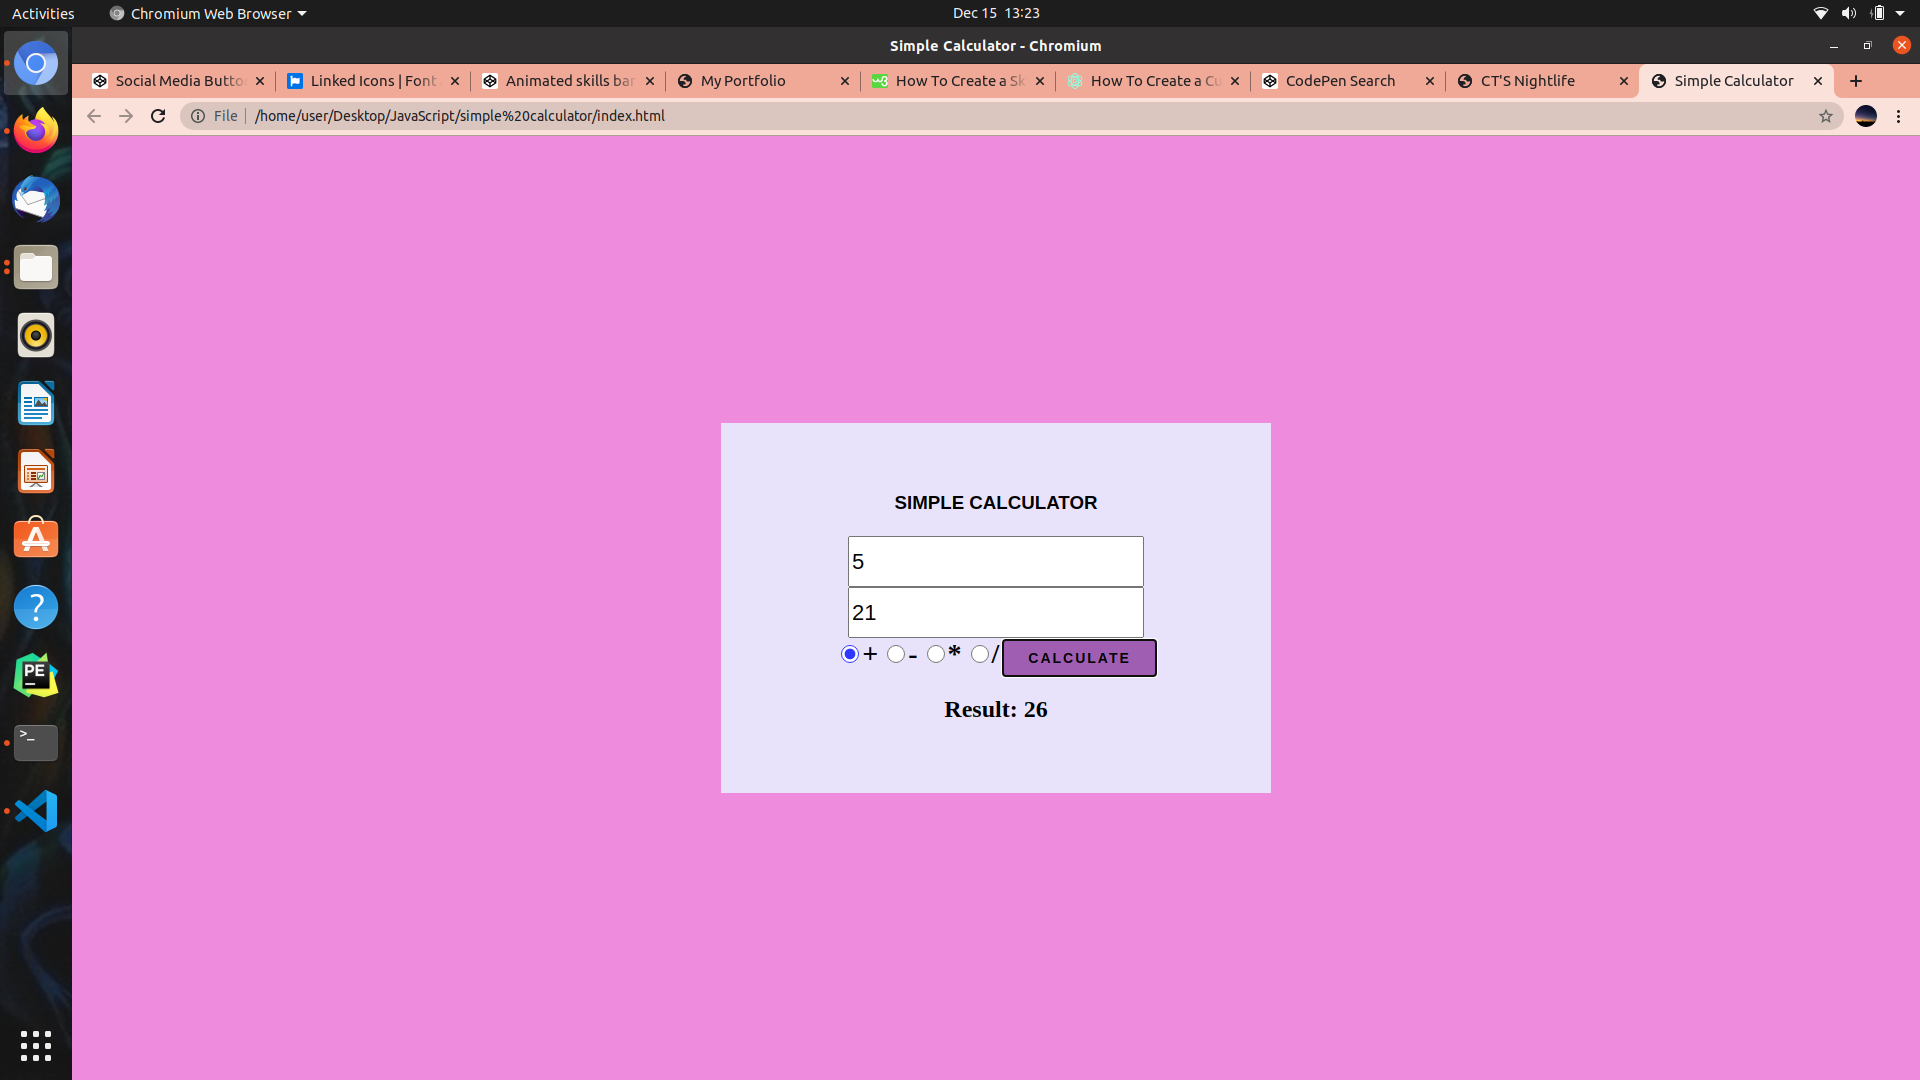 Activities
Chromium Web Browser
Dec 15 13:23
Simple Calculator - Chromium
Social Media Butto
Linked Icons | Font
Animated skills bar
My Portfolio
How To Create a Sk
How To Create a Cu
CodePen Search
CT'S Nightlife
Simple Calculator
File
/home/user/Desktop/JavaScript/simple%20calculator/index.html
SIMPLE CALCULATOR
5
21
+ - * / CALCULATE
Result: 26
PE
>_